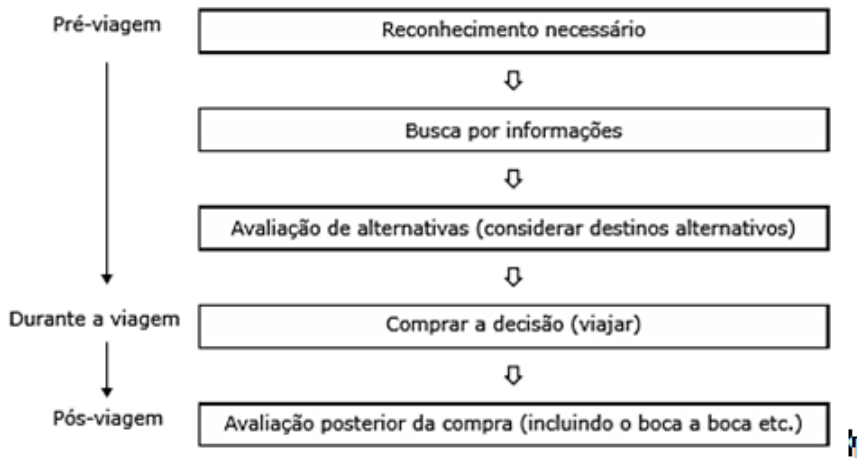 Pré-viagem
Reconhecimento necessário
Busca por informações
Avaliação de alternativas (considerar destinos alternativos)
Durante a viagem
Comprar a decisão (viajar)
Pós-viagem
Avaliação posterior da compra (incluindo o boca a boca etc.)